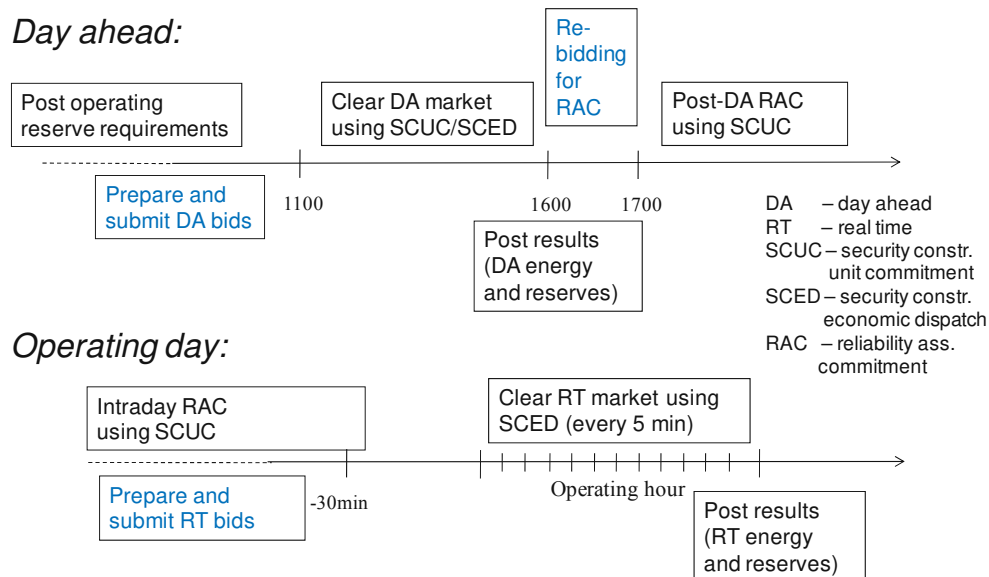 Day ahead:
Re-
bidding
for
RAC
Post operating
reserve requirements
Clear DA market
using SCUC/SCED
Post-DA RAC
using SCUC
Prepare and
submit DA bids
1100
1600
1700
Post results
(DA energy
and reserves)
DA – day ahead
RT – real time
SCUC – security constr.
unit commitment
SCED – security constr.
economic dispatch
RAC – reliability ass.
commitment
Operating day:
Intraday RAC
using SCUC
Clear RT market using
SCED (every 5 min)
Prepare and
submit RT bids
-30min
Operating hour
Post results
(RT energy
and reserves)